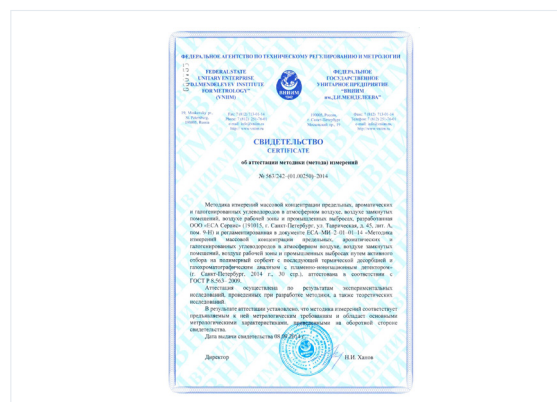 ФЕДЕРАЛЬНОЕ АГЕНТСТВО ПО ТЕХНИЧЕСКОМУ РЕГУЛИРОВАНИЮ И МЕТРОЛОГИИ
FEDERAL STATE
UNITARY ENTERPRISE
"D.I.MENDELEYEV INSTITUTE
FOR METROLOGY"
(VNIIM)
ВНИИМ
ФЕДЕРАЛЬНОЕ
ГОСУДАРСТВЕННОЕ
УНИТАРНОЕ ПРЕДПРИЯТИЕ
"ВНИИМ
им.Д.И.МЕНДЕЛЕЕВА"
СВИДЕТЕЛЬСТВО
CERTIFICATE
об аттестации методики (метода) измерений
№ 563/242-(01.00250)-2014
Методика измерений массовой концентрации предельных, ароматических
и галогенированных углеводородов в атмосферном воздухе, воздухе замкнутых
помещений, воздухе рабочей зоны и промышленных выбросах, разработанная
ООО «ЕСА Сервис» (191015, г. Санкт-Петербург, ул. Таврическая, д. 45, лит. А,
пом. 9-Н) и регламентированная в документе ЕСА-МИ- 2-01-01-14 «Методика
измерений массовой концентрации предельных, ароматических и
галогенированных углеводородов в атмосферном воздухе, воздухе замкнутых
помещений, воздухе рабочей зоны и промышленных выбросах путем активного
отбора на полимерный сорбент с последующей термической десорбцией и
газохроматографическим анализом с пламенно-ионизационным детектором»
(г. Санкт-Петербург, 2014 г., 30 стр.), аттестована в соответствии с
ГОСТ Р 8.563- 2009.
Аттестация осуществлена по результатам экспериментальных
исследований, проведенных при разработке методики, а также теоретических
исследований.
В результате аттестации установлено, что методика измерений соответствует
предъявляемым к ней метрологическим требованиям и обладает основными
метрологическими характеристиками, приведенными на оборотной стороне
свидетельства.
Дата выдачи свидетельства
Директор
Н.И. Ханов